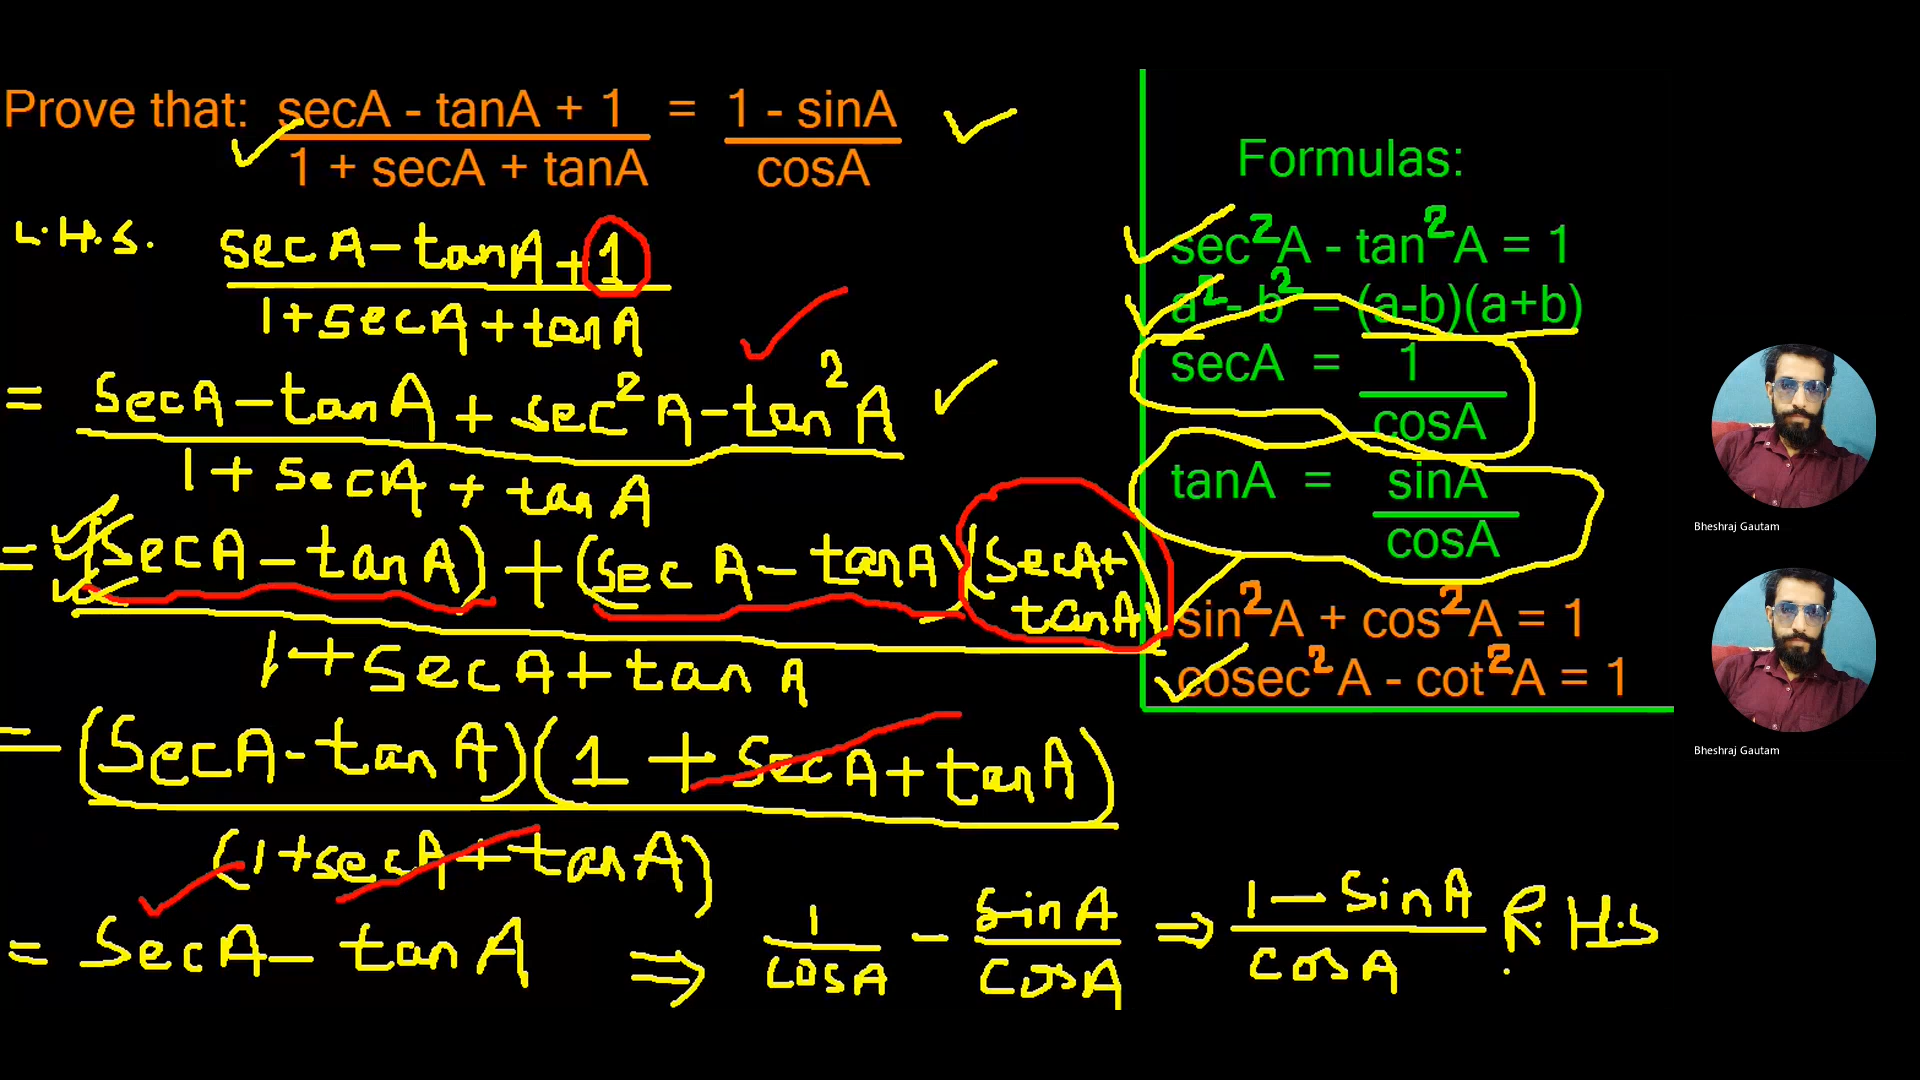 Prove that: secA - tanA + 1 = 1 - sinA
1 + secA + tanA cosA
L.H.S. secA - tanA + 1
1 + secA + tanA
= secA - tanA + sec²A - tan²A
1 + secA + tanA
= (secA - tanA) + (secA - tanA)(secA +
tanA)
1 + secA + tanA
= (secA - tanA)(1 + secA + tanA)
(1 + secA + tanA)
= secA - tanA ⇒ 1 - sinA ⇒ 1 - sinA R.H.S
cosA cosA cosA
Formulas:
sec²A - tan²A = 1
a² - b² = (a-b)(a+b)
secA = 1
cosA
tanA = sinA
cosA
sin²A + cos²A = 1
cosec²A - cot²A = 1
Bheshraj Gautam
Bheshraj Gautam